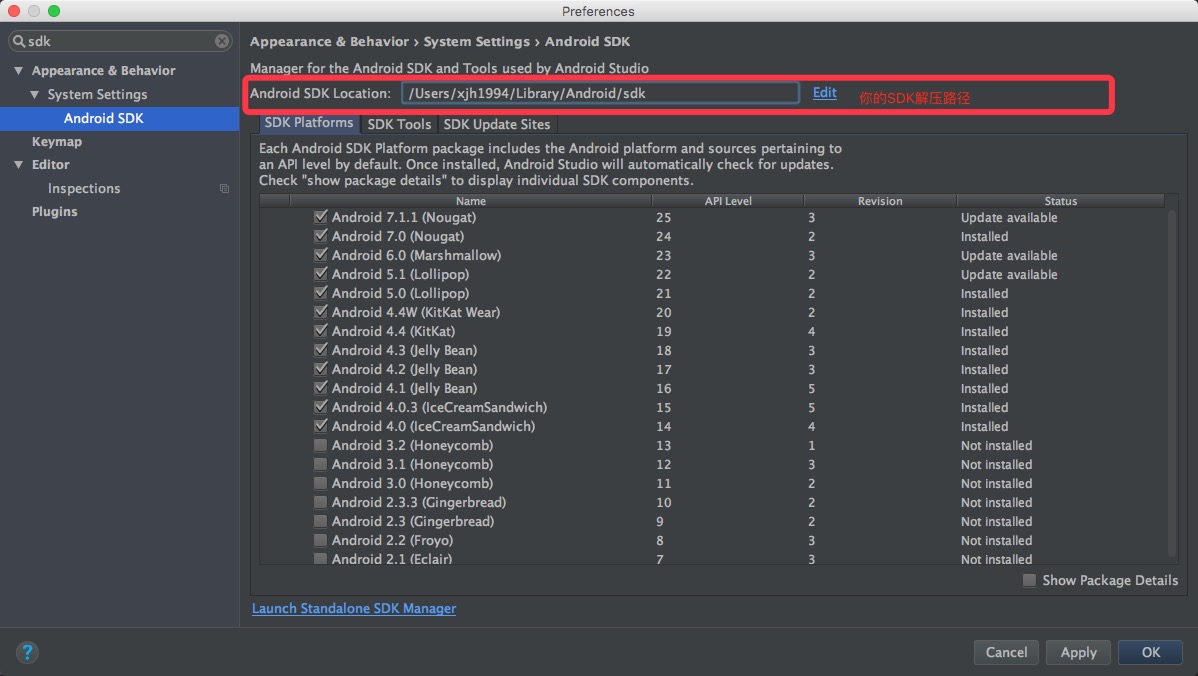 Preferences
sdk
Appearance & Behavior
System Settings
Android SDK
Keymap
Editor
Inspections
Plugins
Appearance & Behavior › System Settings › Android SDK
Manager for the Android SDK and Tools used by Android Studio
Android SDK Location: /Users/xjh1994/Library/Android/sdk Edit 你的SDK解压路径
SDK Platforms SDK Tools SDK Update Sites
Each Android SDK Platform package includes the Android platform and sources pertaining to
an API level by default. Once installed, Android Studio will automatically check for updates.
Check "show package details" to display individual SDK components.
Name API Level Revision Status
Android 7.1.1 (Nougat) 25 3 Update available
Android 7.0 (Nougat) 24 2 Installed
Android 6.0 (Marshmallow) 23 3 Update available
Android 5.1 (Lollipop) 22 2 Update available
Android 5.0 (Lollipop) 21 2 Installed
Android 4.4W (KitKat Wear) 20 2 Installed
Android 4.4 (KitKat) 19 4 Installed
Android 4.3 (Jelly Bean) 18 3 Installed
Android 4.2 (Jelly Bean) 17 3 Installed
Android 4.1 (Jelly Bean) 16 5 Installed
Android 4.0.3 (IceCreamSandwich) 15 5 Installed
Android 4.0 (IceCreamSandwich) 14 4 Installed
Android 3.2 (Honeycomb) 13 1 Not installed
Android 3.1 (Honeycomb) 12 3 Not installed
Android 3.0 (Honeycomb) 11 2 Not installed
Android 2.3.3 (Gingerbread) 10 2 Not installed
Android 2.3 (Gingerbread) 9 2 Not installed
Android 2.2 (Froyo) 8 3 Not installed
Android 2.1 (Eclair) 7 3 Not installed
Show Package Details
Launch Standalone SDK Manager
? Cancel Apply OK